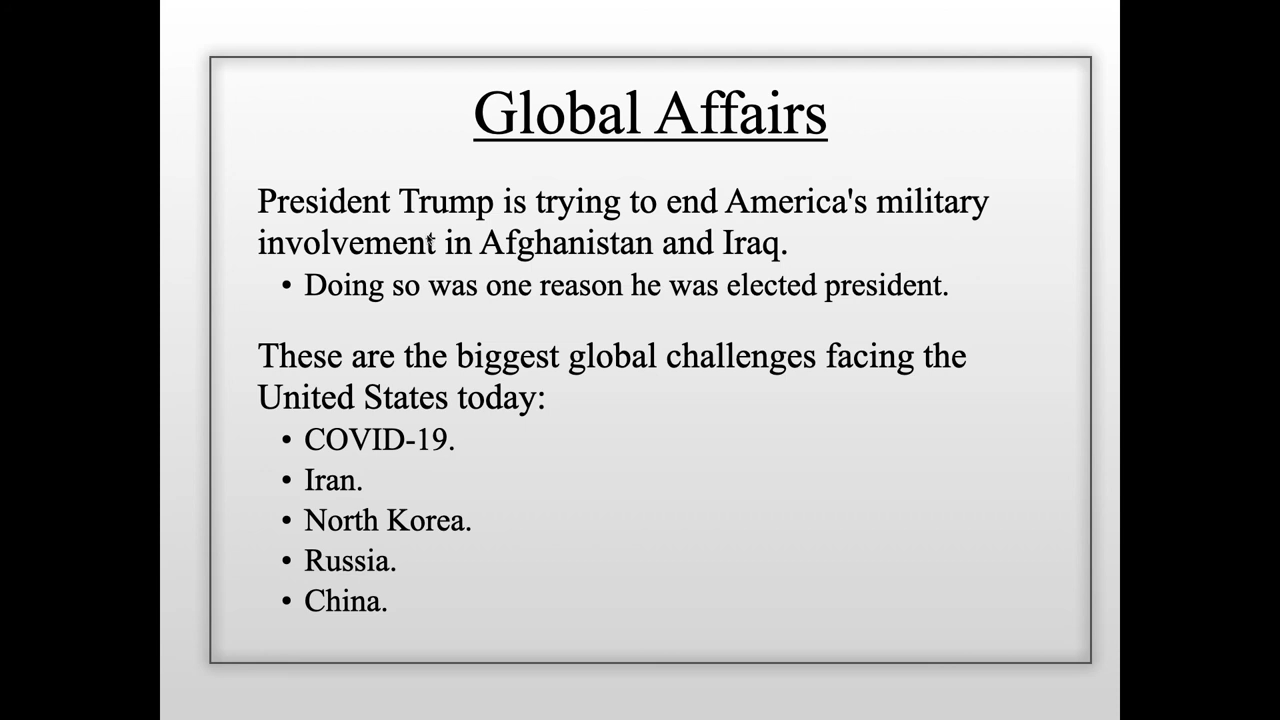 Global Affairs
President Trump is trying to end America's military
involvement in Afghanistan and Iraq.
• Doing so was one reason he was elected president.
These are the biggest global challenges facing the
United States today:
• COVID-19.
• Iran.
• North Korea.
• Russia.
• China.